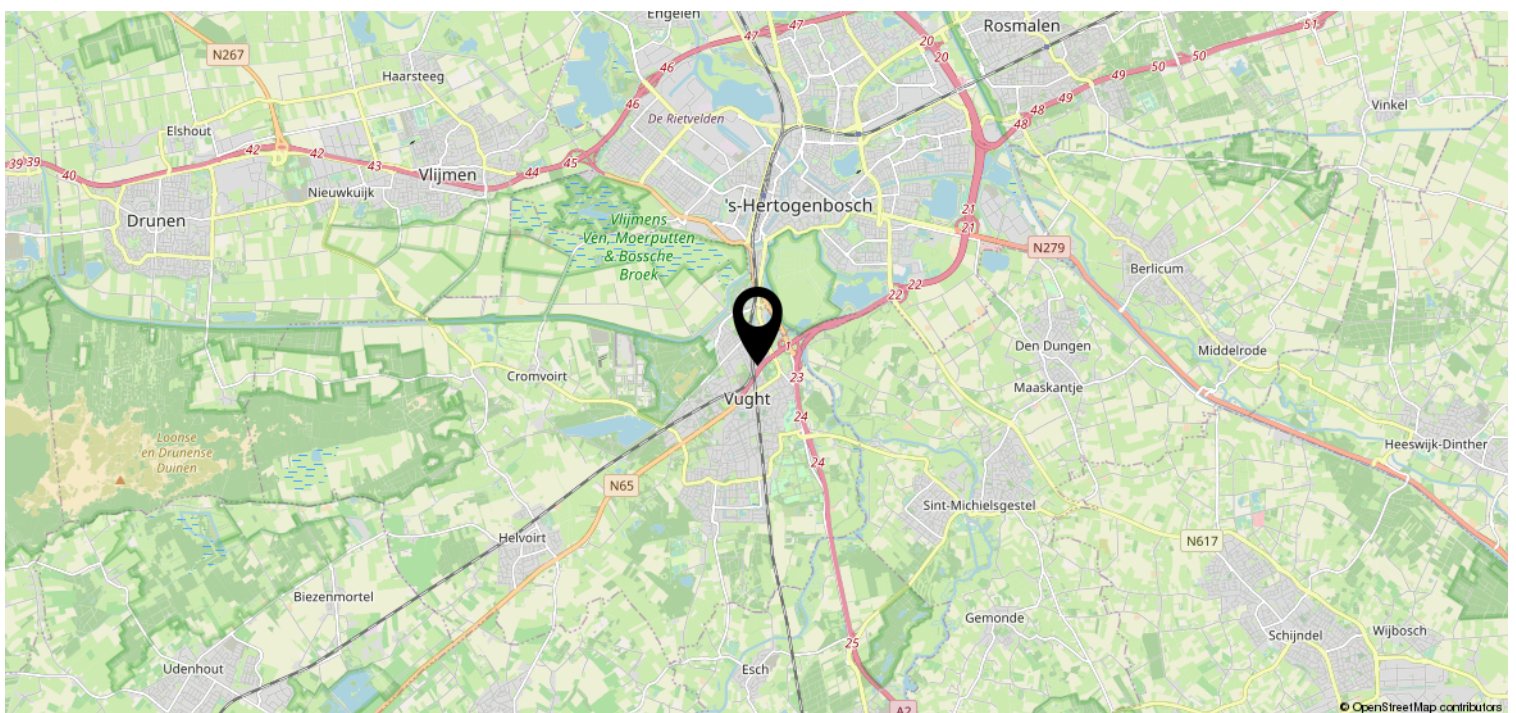 Engelen
47
Rosmalen
51
47
20
N267
20
50
Haarsteeg
46
50
49
46
49
Vinkel
De Rietvelden
48
48
Elshout
42
42
39
39
43
45
40
44
Vlijmen
Nieuwkuijk
's-Hertogenbosch
21
Drunen
Vlijmens
Ven, Moerputten
& Bossche
Broek
21
N279
Berlicum
22
22
1
Den Dungen
Middelrode
Cromvoirt
23
Maaskantje
Vught
24
Loonse
en Drunense
Duinen
Heeswijk-Dinther
24
N65
Sint-Michielsgestel
Helvoirt
N617
Biezenmortel
Gemonde
Schijndel
Wijbosch
25
Udenhout
Esch
A2
© OpenStreetMap contributors